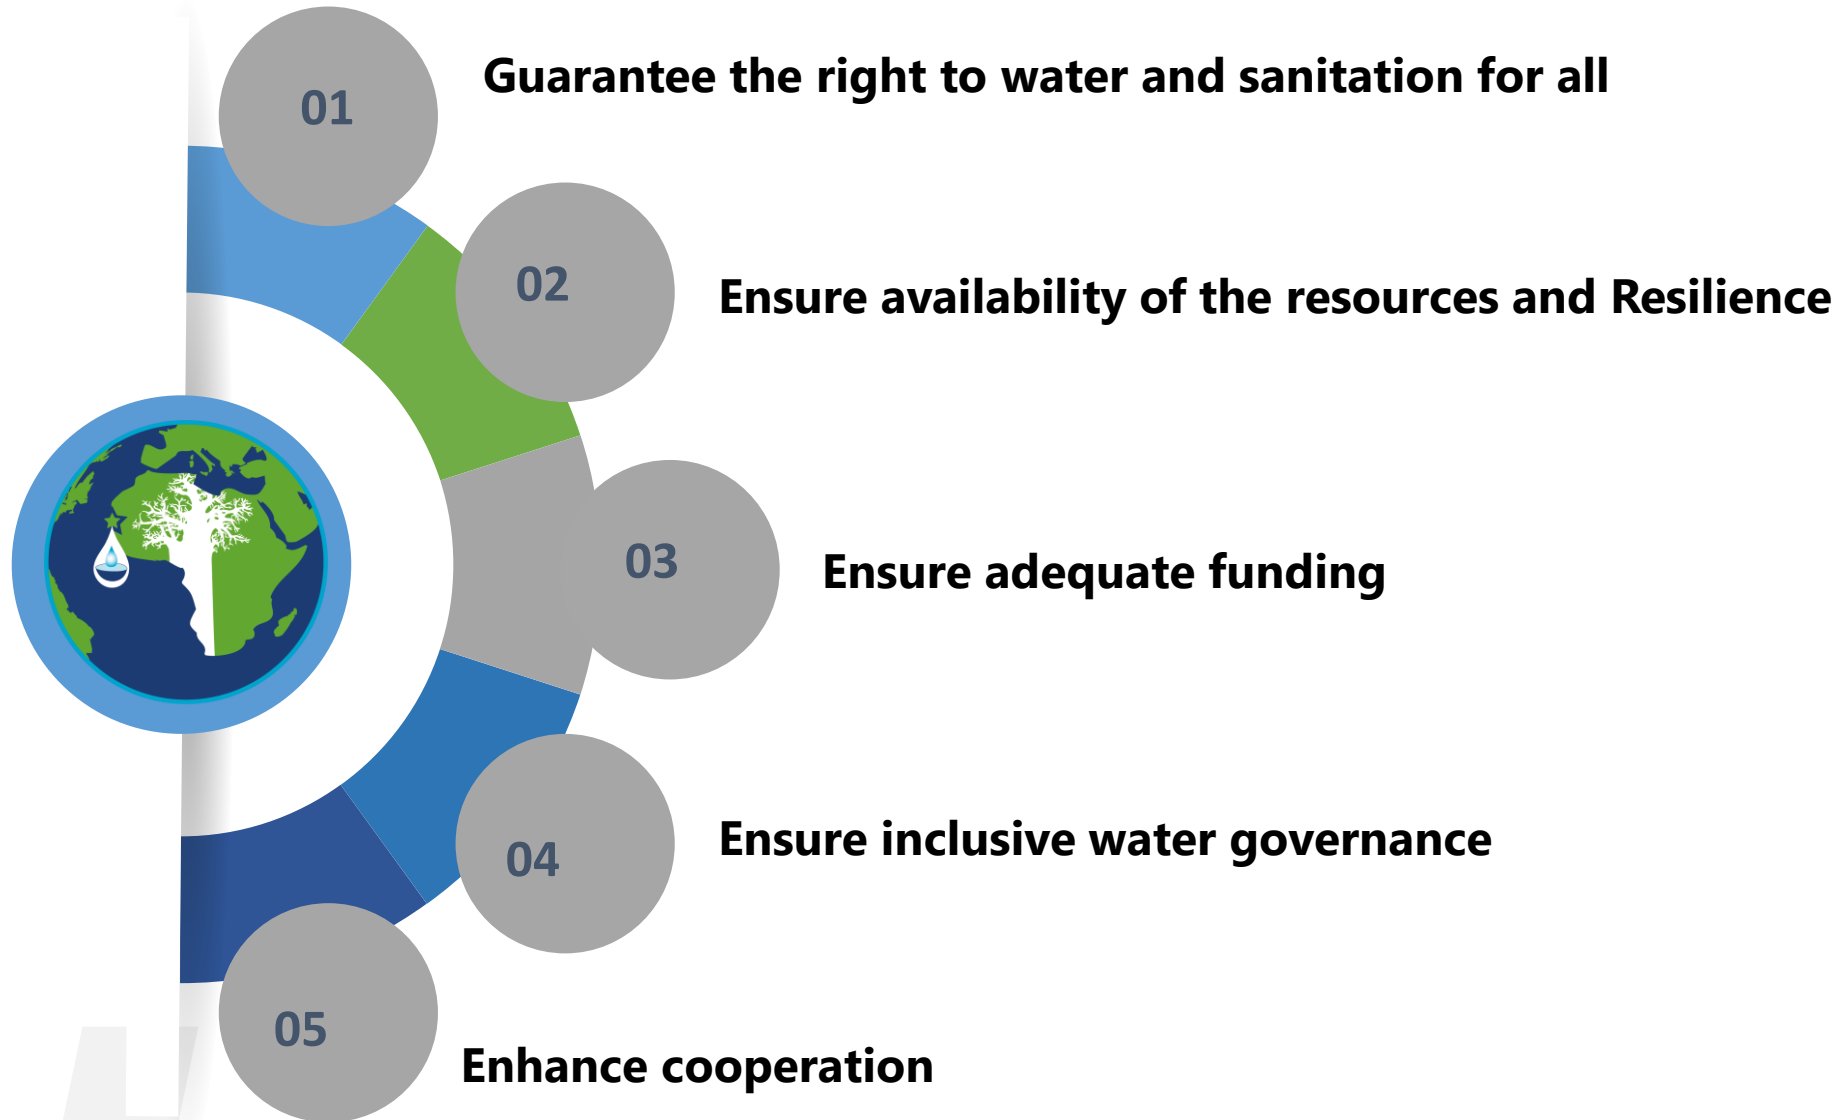 01
Guarantee the right to water and sanitation for all
02
Ensure availability of the resources and Resilience
03
Ensure adequate funding
04
Ensure inclusive water governance
05
Enhance cooperation